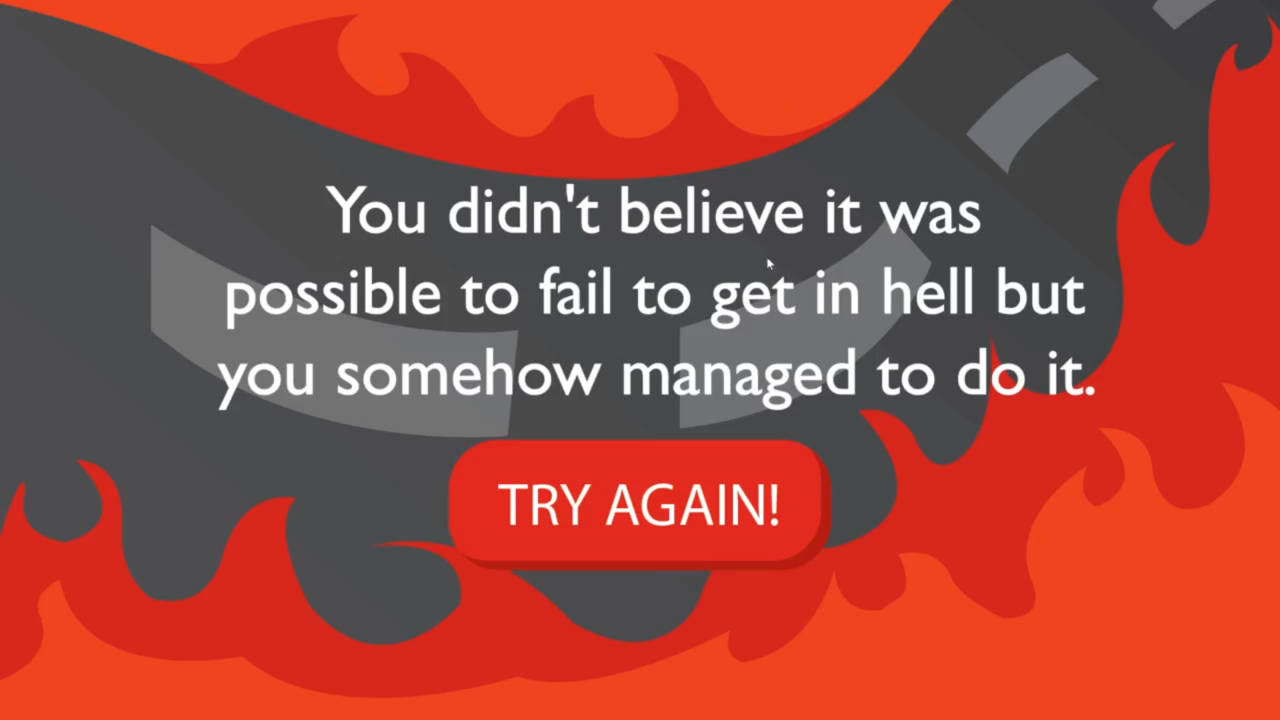 You didn't believe it was
possible to fail to get in hell but
you somehow managed to do it.
TRY AGAIN!